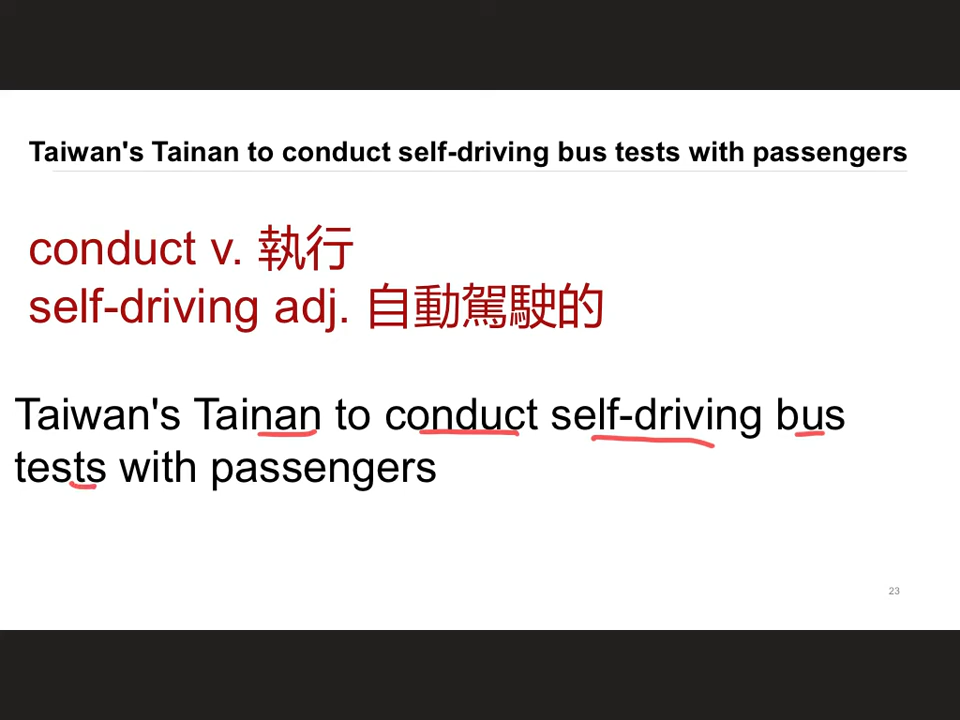 Taiwan's Tainan to conduct self-driving bus tests with passengers
conduct v. 執行
self-driving adj. 自動駕駛的
Taiwan's Tainan to conduct self-driving bus
tests with passengers
23